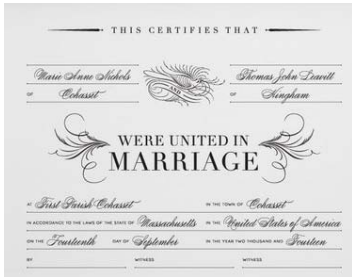 THIS CERTIFIES THAT
Marie Anne Nichols AND Thomas John Leavitt
OF Cohasset OF Hingham
WERE UNITED IN
MARRIAGE
AT First Parish Cohasset IN THE TOWN OF Cohasset
IN ACCORDANCE TO THE LAWS OF THE STATE OF Massachusetts IN THE United States of America
ON THE Fourteenth DAY OF September IN THE YEAR TWO THOUSAND AND Fourteen
BY WITNESS WITNESS